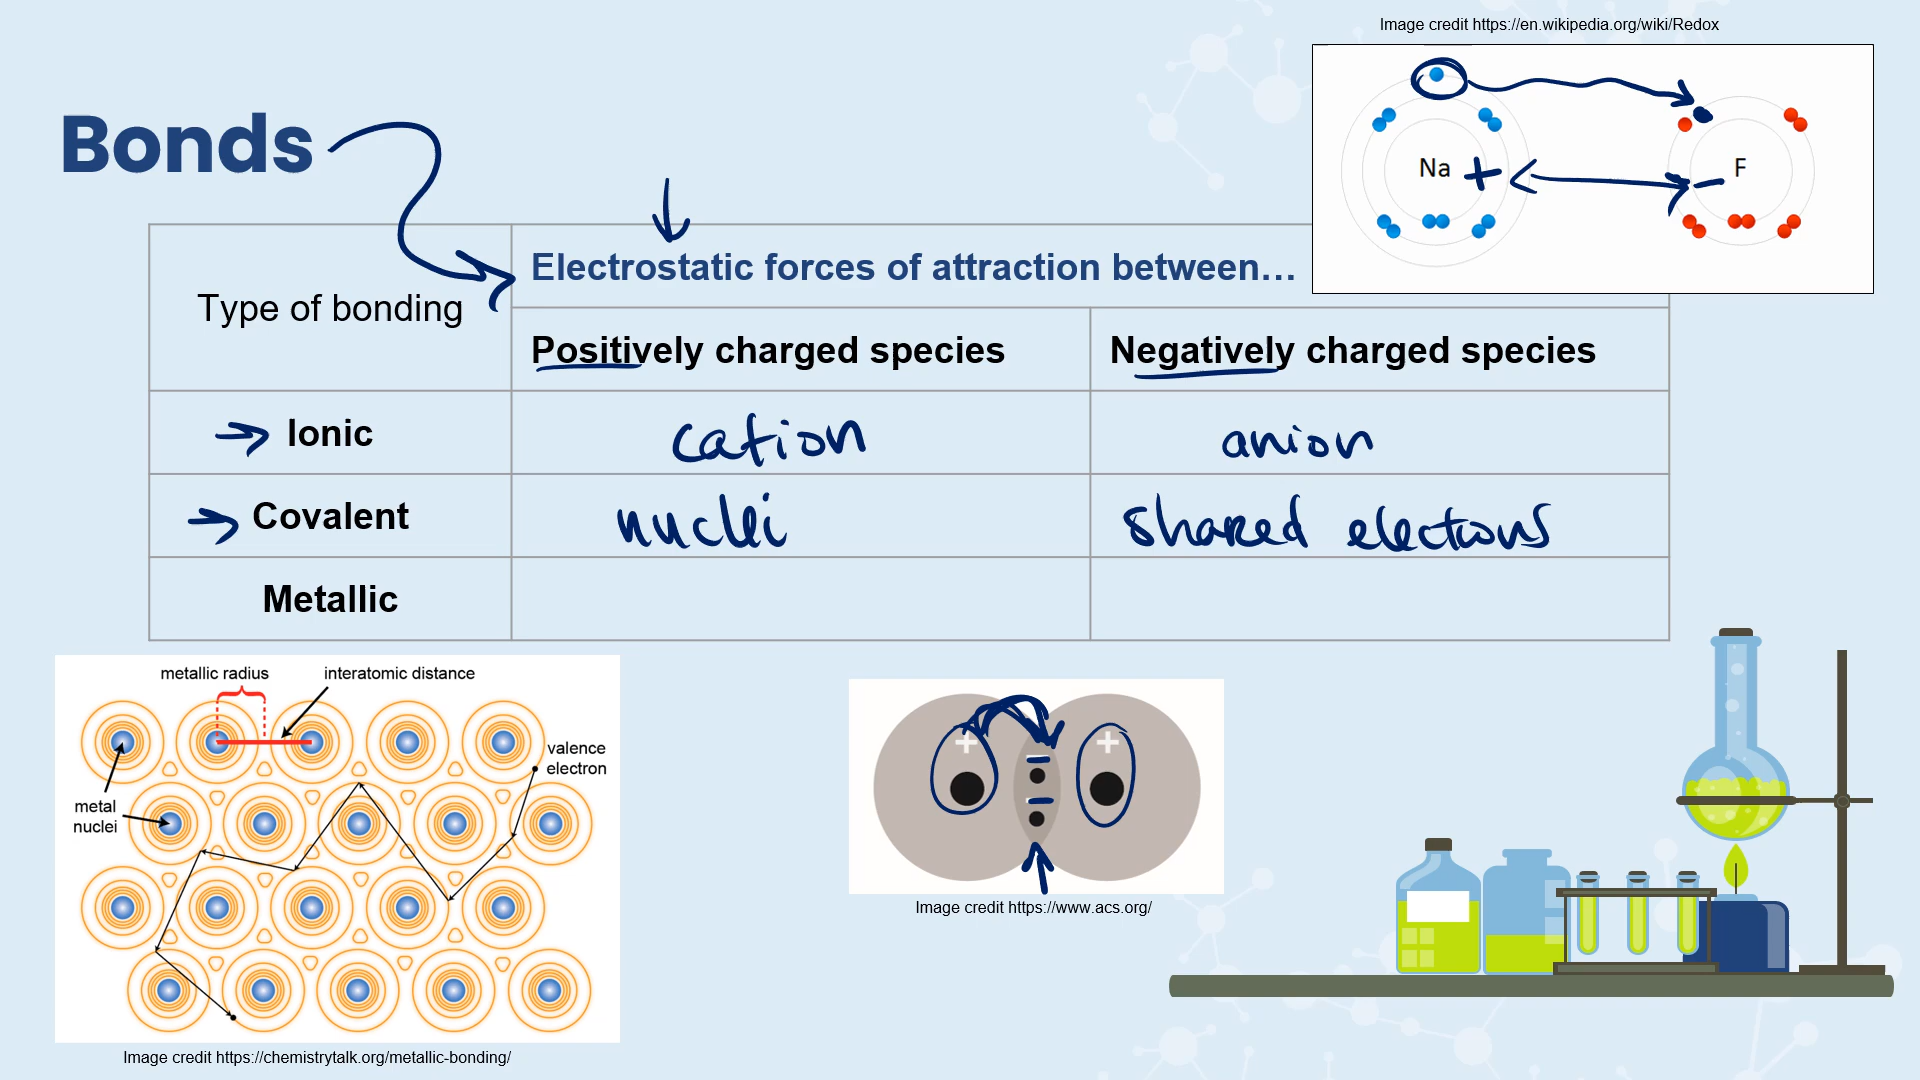 Image credit https://en.wikipedia.org/wiki/Redox
Bonds
Na +
– F
Type of bonding
Electrostatic forces of attraction between...
Positively charged species
Negatively charged species
Ionic
cation
anion
Covalent
nuclei
shared electrons
Metallic
metallic radius
interatomic distance
valence
electron
metal
nuclei
+
+
Image credit https://www.acs.org/
Image credit https://chemistrytalk.org/metallic-bonding/